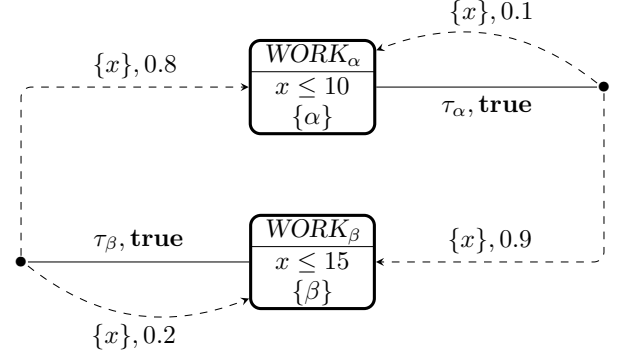 {x}, 0.1
{x}, 0.8
WORK_α
x ≤ 10
{α}
τ_α, true
WORK_β
x ≤ 15
{β}
τ_β, true
{x}, 0.9
{x}, 0.2